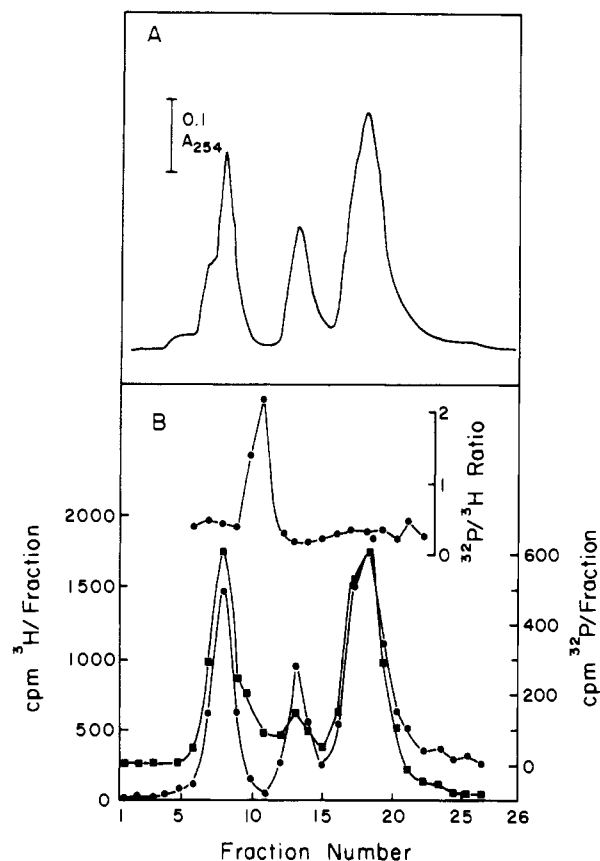 A
0.1
A254
B
2
1
0
32P/3H Ratio
2000
1500
1000
500
0
cpm 3H/Fraction
600
400
200
0
cpm 32P/Fraction
1 5 10 15 20 25 26
Fraction Number